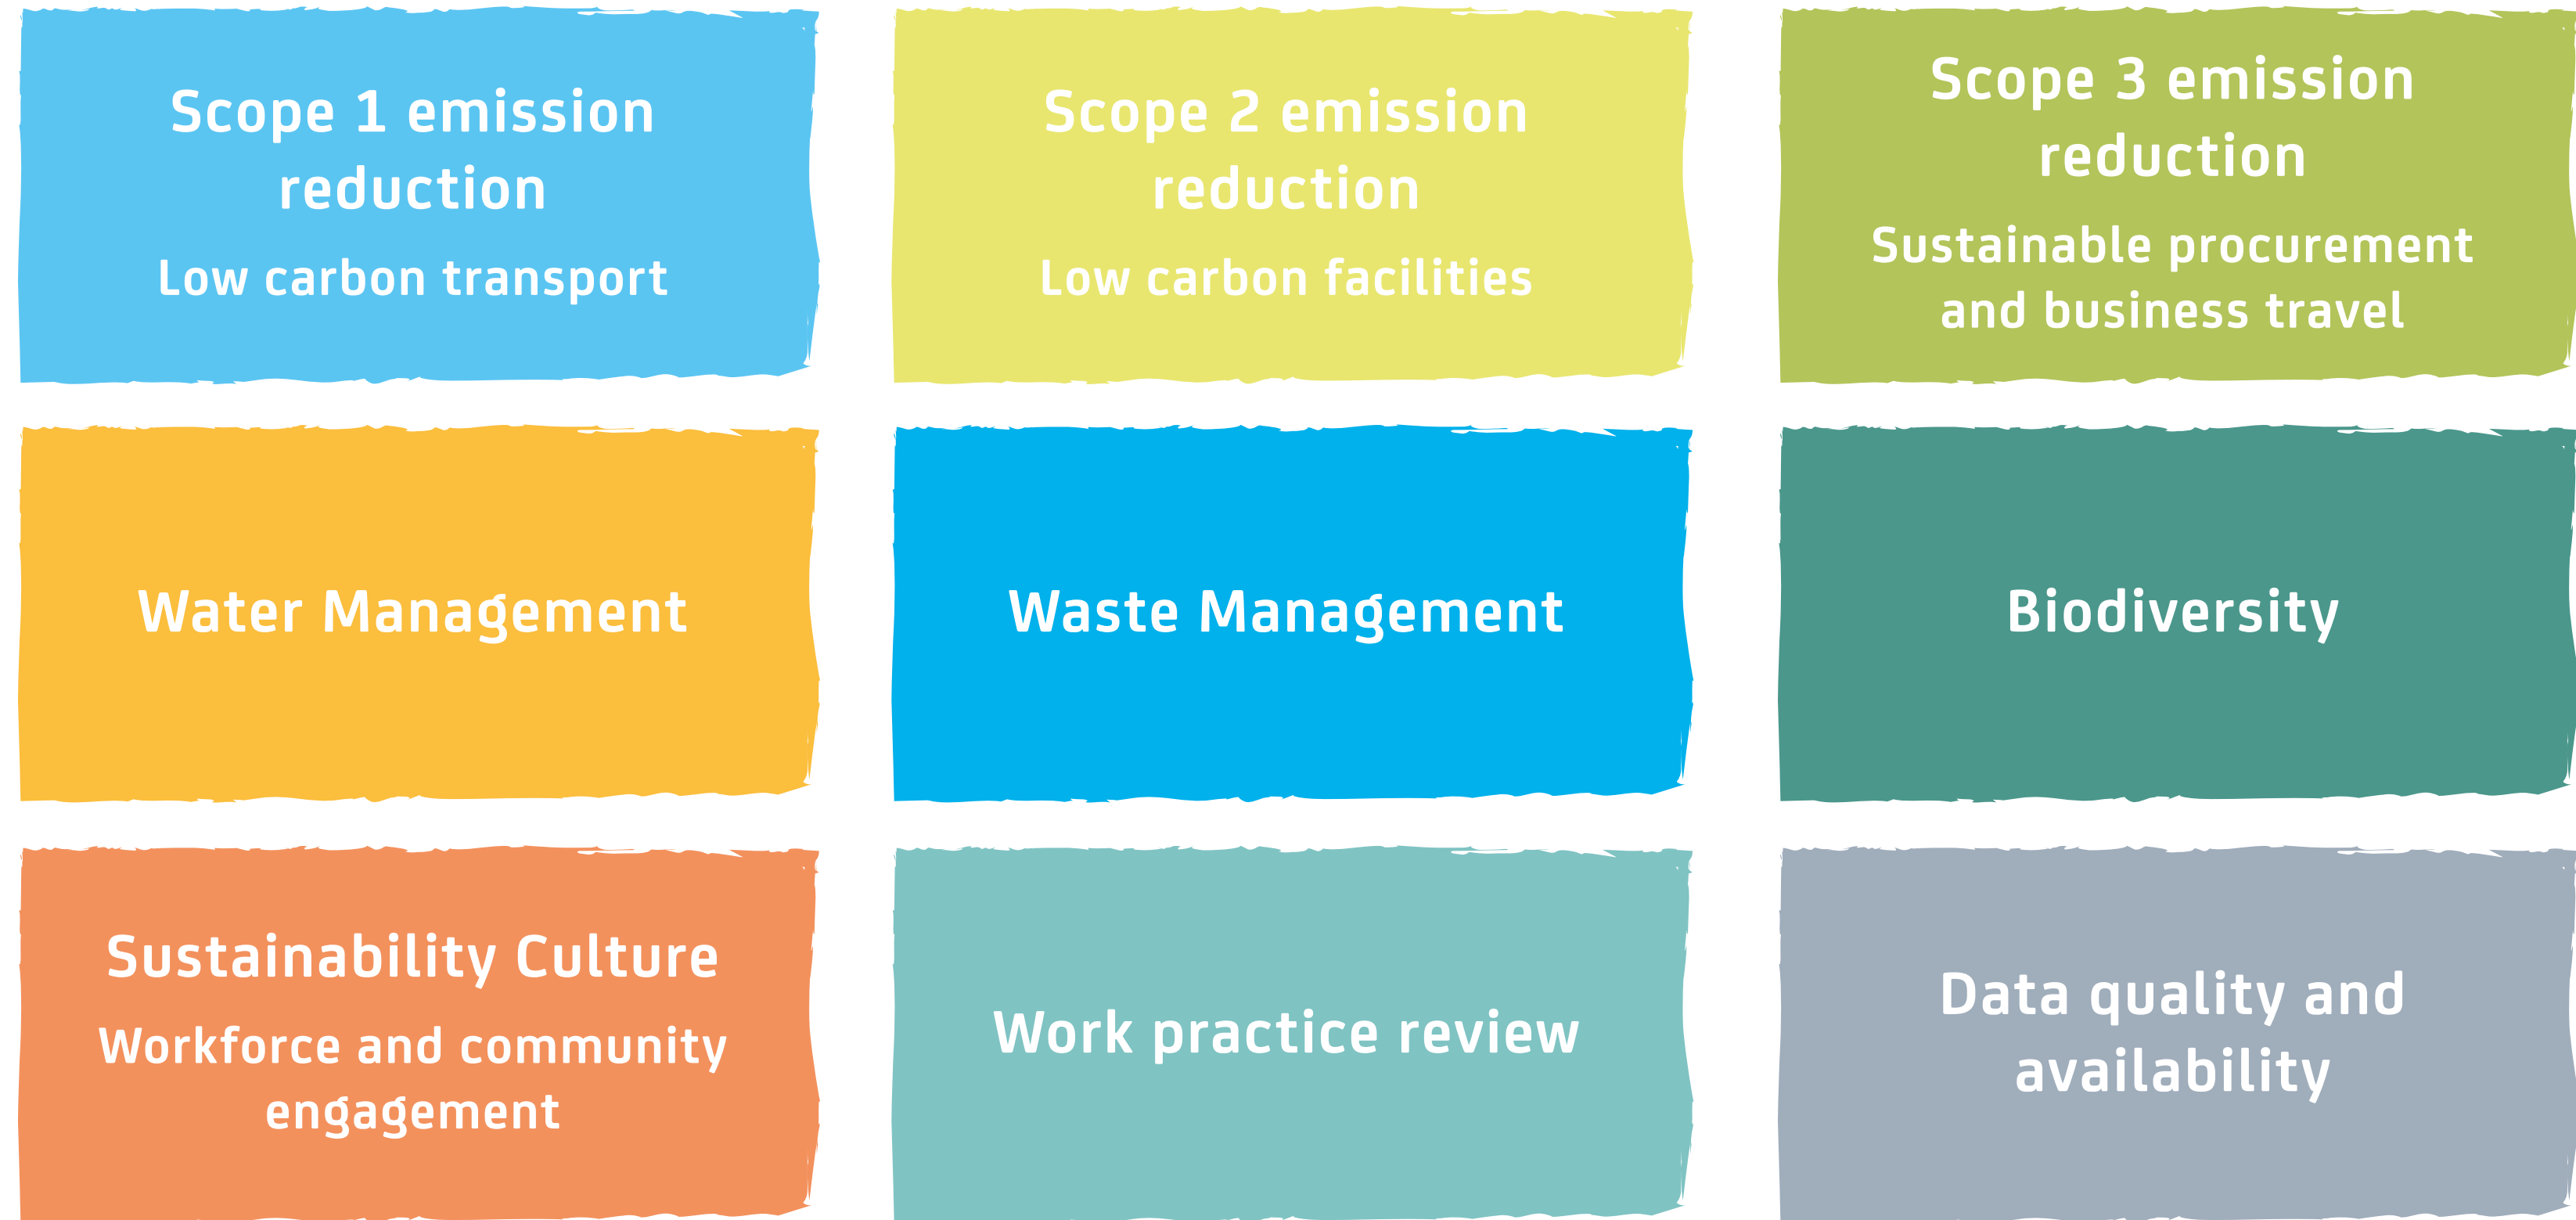 Scope 1 emission
reduction
Low carbon transport
Scope 2 emission
reduction
Low carbon facilities
Scope 3 emission
reduction
Sustainable procurement
and business travel
Water Management
Waste Management
Biodiversity
Sustainability Culture
Workforce and community
engagement
Work practice review
Data quality and
availability